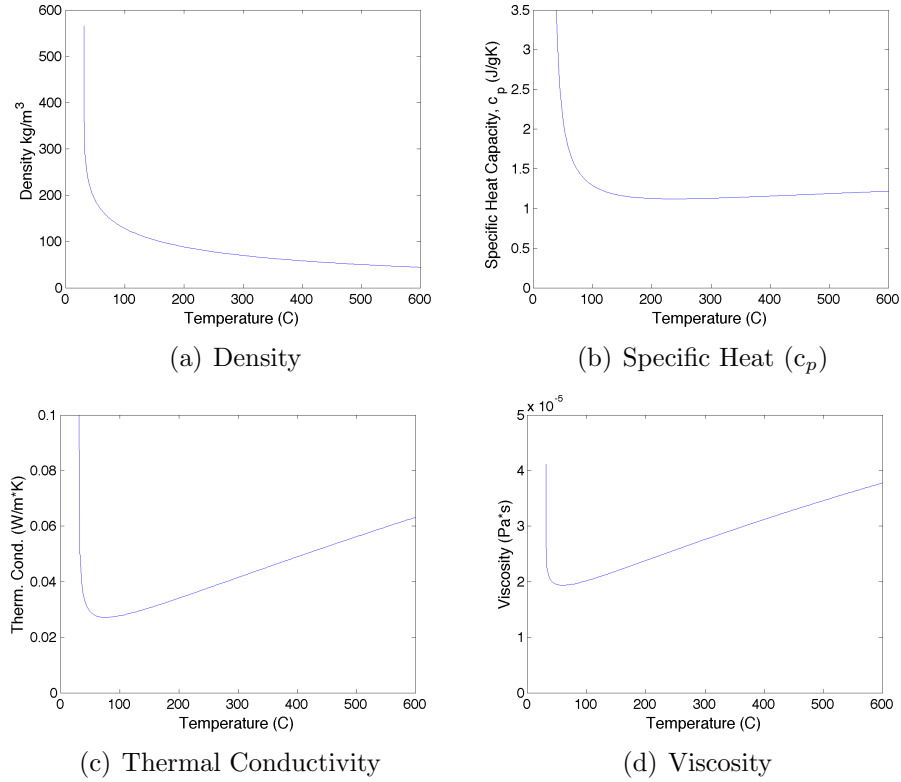 600
500
400
300
200
100
0
Density kg/m³
0 100 200 300 400 500 600
Temperature (C)
(a) Density
3.5
3
2.5
2
1.5
1
0.5
0
Specific Heat Capacity, c p (J/gK)
0 100 200 300 400 500 600
Temperature (C)
(b) Specific Heat (cₚ)
0.1
0.08
0.06
0.04
0.02
0
Therm. Cond. (W/m*K)
0 100 200 300 400 500 600
Temperature (C)
(c) Thermal Conductivity
x 10⁻⁵
5
4
3
2
1
0
Viscosity (Pa*s)
0 100 200 300 400 500 600
Temperature (C)
(d) Viscosity